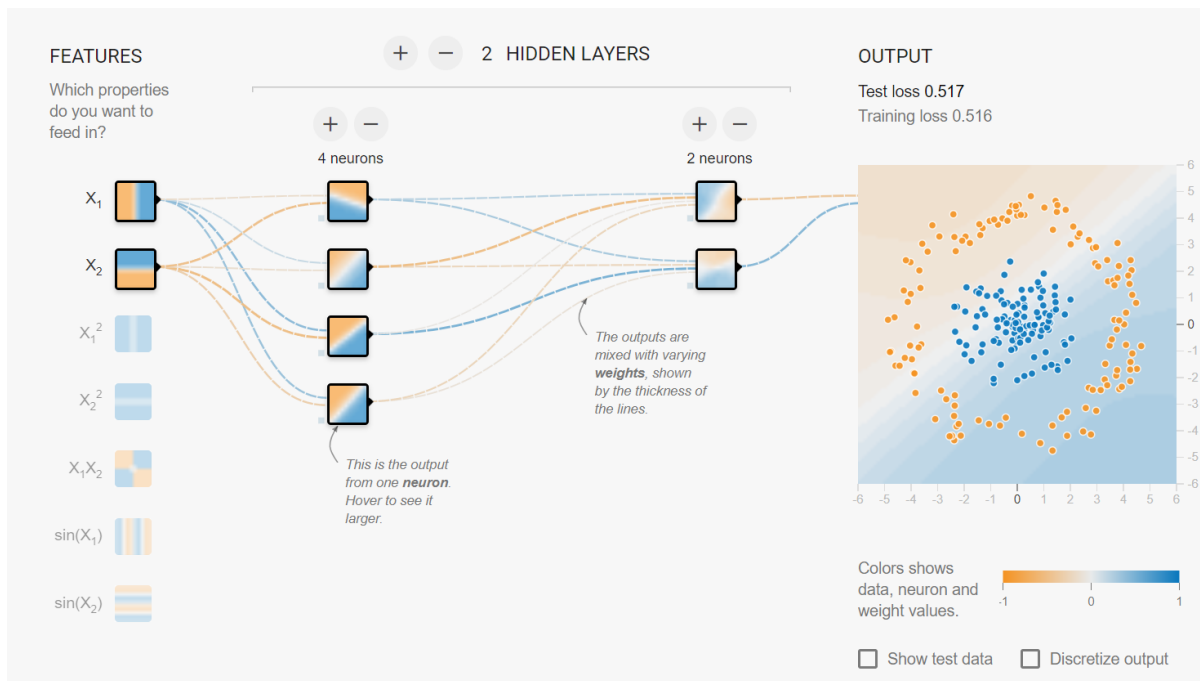 FEATURES
Which properties
do you want to
feed in?
X1
X2
X1²
X2²
X1X2
sin(X1)
sin(X2)
+ − 2 HIDDEN LAYERS
+ −
4 neurons
+ −
2 neurons
This is the output
from one neuron.
Hover to see it
larger.
The outputs are
mixed with varying
weights, shown
by the thickness of
the lines.
OUTPUT
Test loss 0.517
Training loss 0.516
6
5
4
3
2
1
0
-1
-2
-3
-4
-5
-6
-6 -5 -4 -3 -2 -1 0 1 2 3 4 5 6
Colors shows
data, neuron and
weight values.
-1 0 1
Show test data
Discretize output